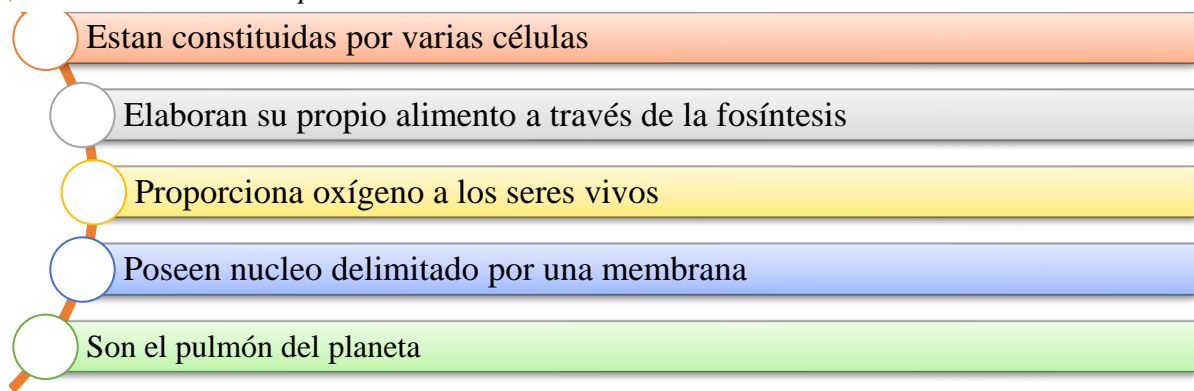 Estan constituidas por varias células
Elaboran su propio alimento a través de la fosíntesis
Proporciona oxígeno a los seres vivos
Poseen nucleo delimitado por una membrana
Son el pulmón del planeta